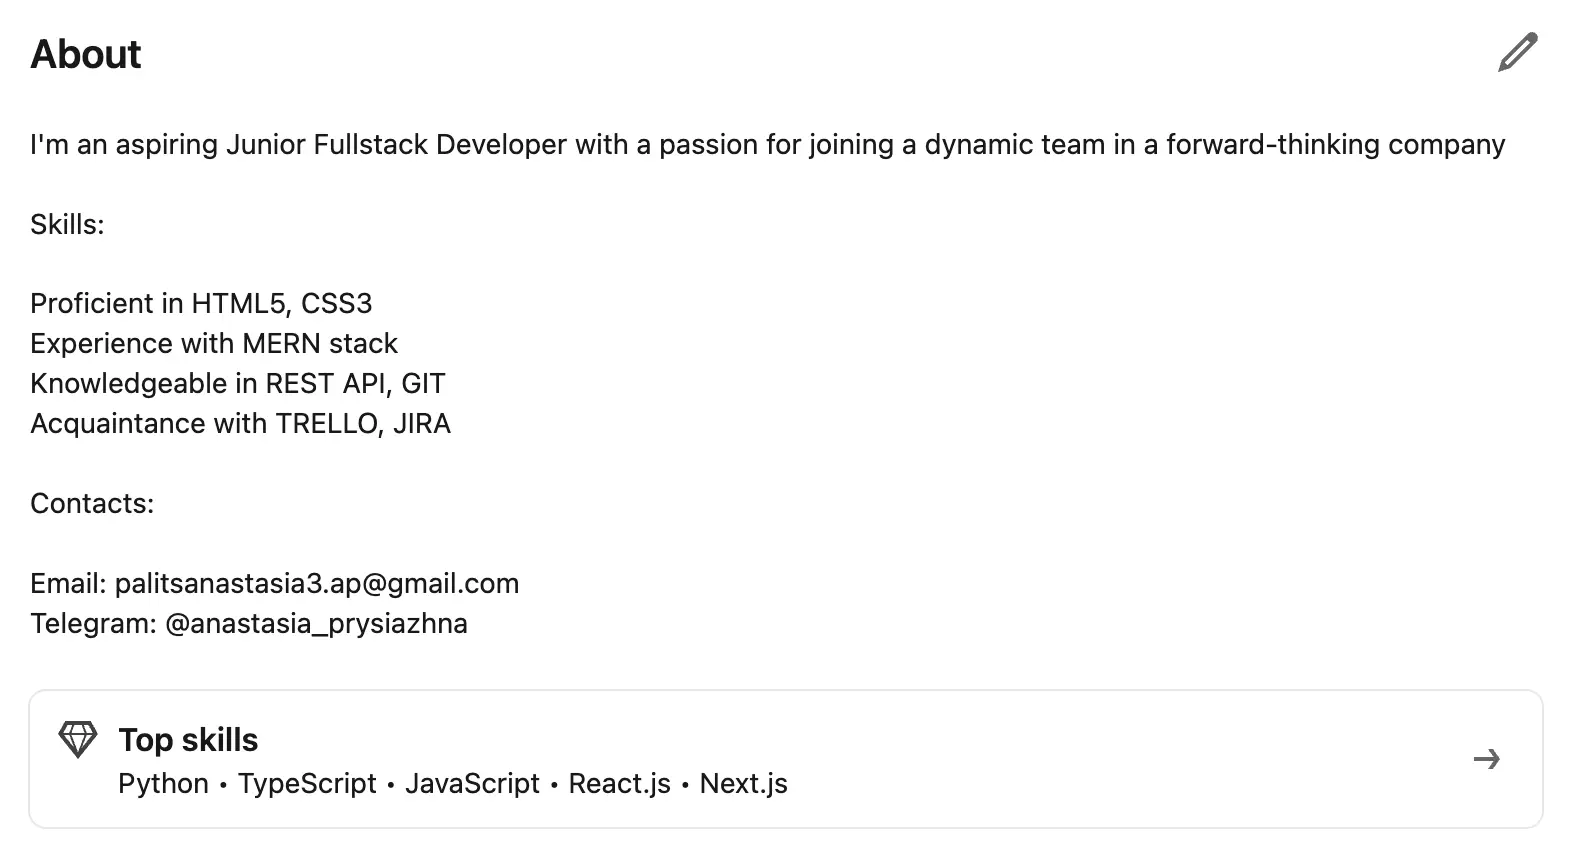 About
I'm an aspiring Junior Fullstack Developer with a passion for joining a dynamic team in a forward-thinking company
Skills:
Proficient in HTML5, CSS3
Experience with MERN stack
Knowledgeable in REST API, GIT
Acquaintance with TRELLO, JIRA
Contacts:
Email: palitsanastasia3.ap@gmail.com
Telegram: @anastasia_prysiazhna
Top skills
Python • TypeScript • JavaScript • React.js • Next.js